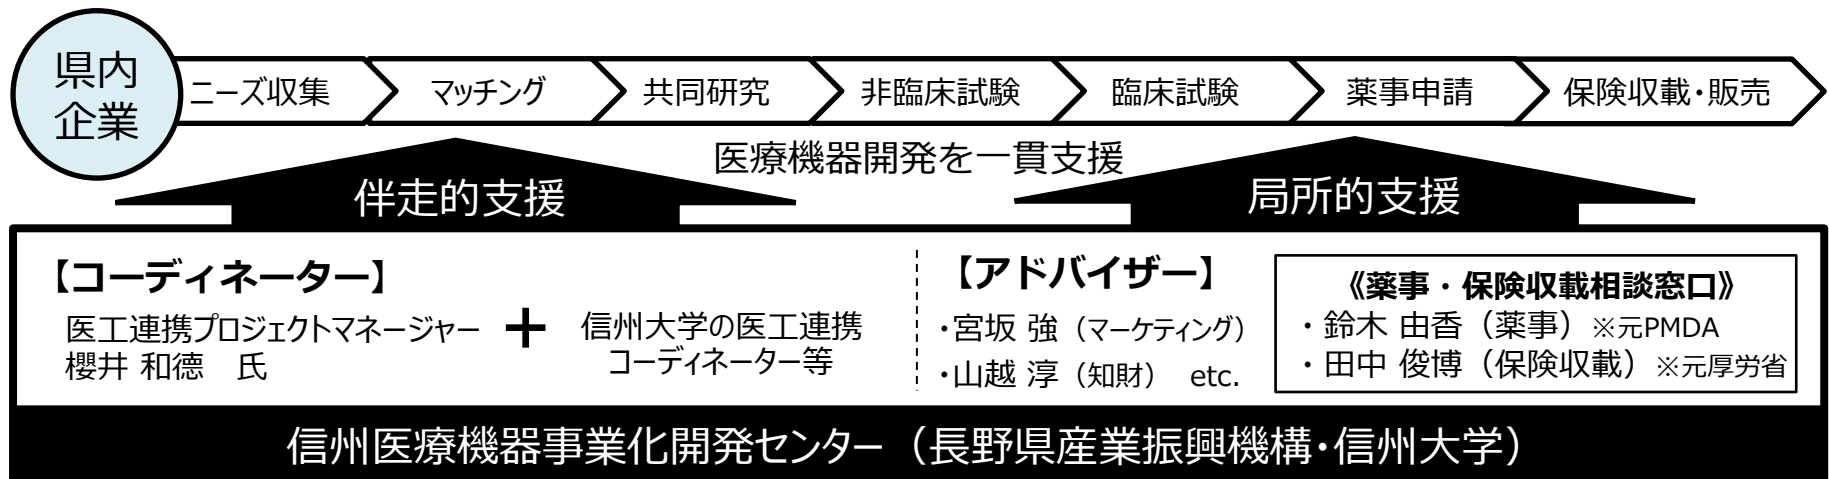 県内
企業
ニーズ収集
マッチング
共同研究
非臨床試験
臨床試験
薬事申請
保険収載・販売
医療機器開発を一貫支援
伴走的支援
局所的支援
【コーディネーター】
医工連携プロジェクトマネージャー
櫻井 和德 氏
＋
信州大学の医工連携
コーディネーター等
【アドバイザー】
・宮坂 強（マーケティング）
・山越 淳（知財） etc.
《薬事・保険収載相談窓口》
・鈴木 由香（薬事）※元PMDA
・田中 俊博（保険収載）※元厚労省
信州医療機器事業化開発センター（長野県産業振興機構・信州大学）